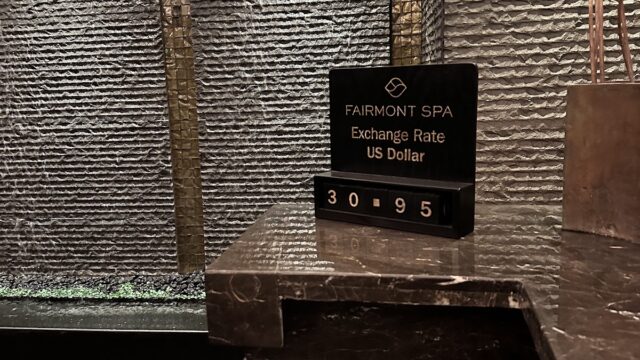 FAIRMONT SPA
Exchange Rate
US Dollar
30.95